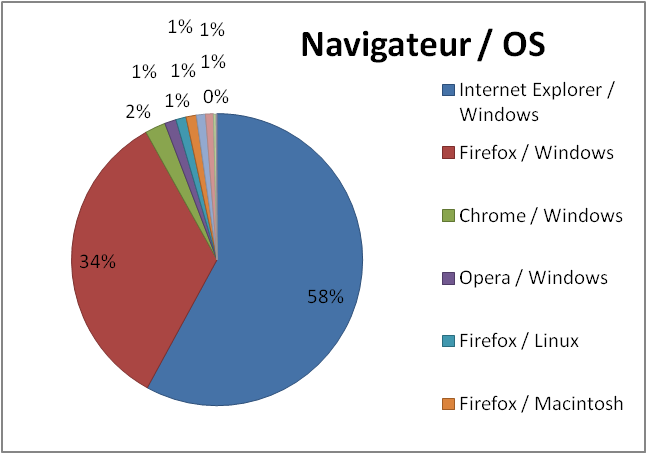 1% 1%
Navigateur / OS
1% 1% 1%
2% 1% 0%
34%
58%
Internet Explorer /
Windows
Firefox / Windows
Chrome / Windows
Opera / Windows
Firefox / Linux
Firefox / Macintosh